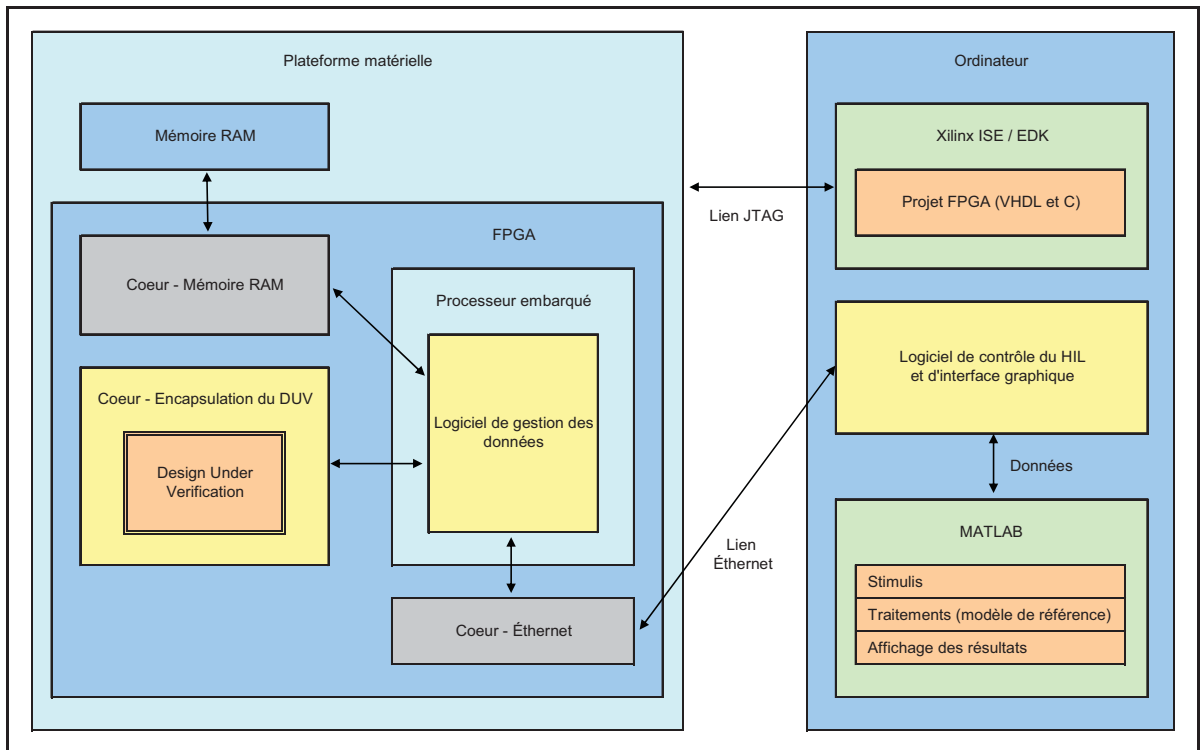 Plateforme matérielle
Mémoire RAM
FPGA
Coeur - Mémoire RAM
Processeur embarqué
Logiciel de gestion des
données
Coeur - Encapsulation du DUV
Design Under
Verification
Coeur - Éthernet
Lien JTAG
Lien
Éthernet
Ordinateur
Xilinx ISE / EDK
Projet FPGA (VHDL et C)
Logiciel de contrôle du HIL
et d'interface graphique
Données
MATLAB
Stimulis
Traitements (modèle de référence)
Affichage des résultats